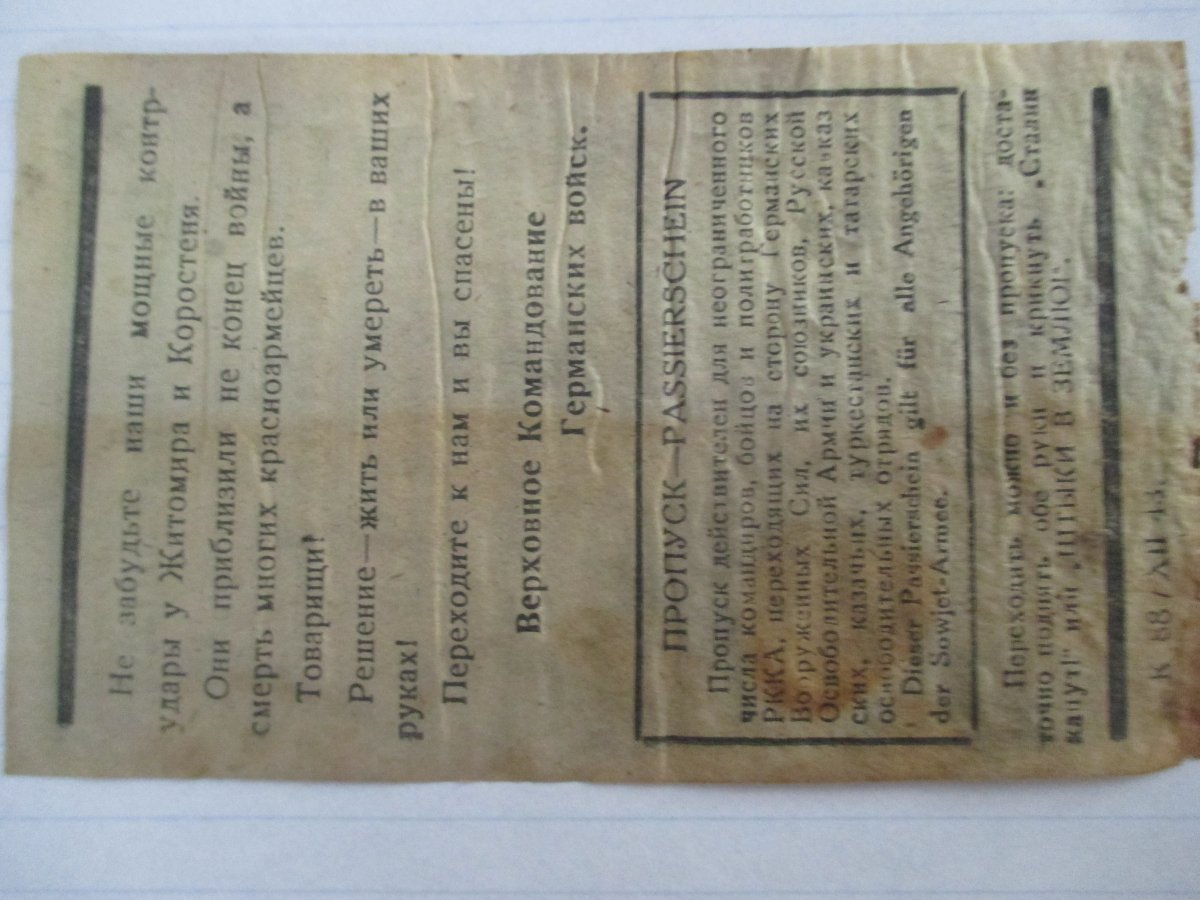 Не забудьте наши мощные контр-
удары у Житомира и Коростеня.
Они приблизили не конец войны, а
смерть многих красноармейцев.
Товарищи!
Решение—жить или умереть—в ваших
руках!
Переходите к нам и вы спасены!
Верховное Командование
Германских войск.
ПРОПУСК—PASSIERSCHEIN
Пропуск действителен для неограниченного
числа командиров, бойцов и политработников
РККА, переходящих на сторону Германских
Вооруженных Сил, их союзников, Русской
Освободительной Армии и украинских, кавказ
ских, казачьих, туркестанских и татарских
освободительных отрядов.
Dieser Passierschein gilt für alle Angehörigen
der Sowjet-Armee.
Переходить можно и без пропуска: доста-
точно поднять обе руки и крикнуть „Сталин
капут!" или „ШТЫКИ В ЗЕМЛЮ".
К 88 / XII 43.